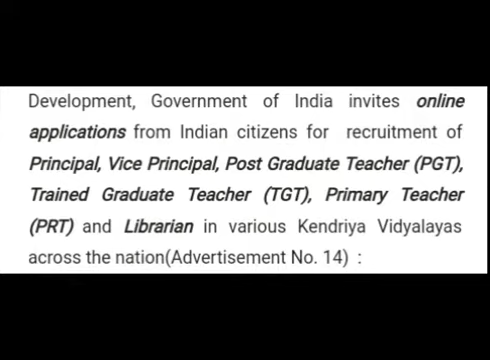 Development, Government of India invites online
applications from Indian citizens for recruitment of
Principal, Vice Principal, Post Graduate Teacher (PGT),
Trained Graduate Teacher (TGT), Primary Teacher
(PRT) and Librarian in various Kendriya Vidyalayas
across the nation(Advertisement No. 14) :